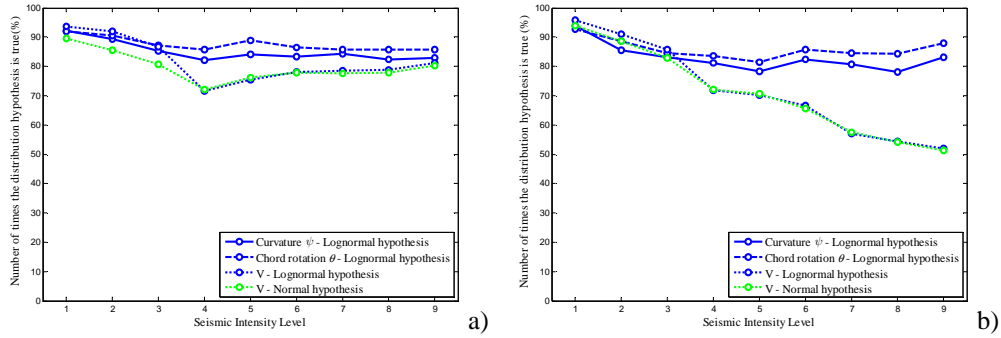 Number of times the distribution hypothesis is true (%)
100
90
80
70
60
50
40
30
20
10
0
Curvature ψ - Lognormal hypothesis
Chord rotation θ - Lognormal hypothesis
V - Lognormal hypothesis
V - Normal hypothesis
1 2 3 4 5 6 7 8 9
Seismic Intensity Level
a)
Number of times the distribution hypothesis is true (%)
100
90
80
70
60
50
40
30
20
10
0
Curvature ψ - Lognormal hypothesis
Chord rotation θ - Lognormal hypothesis
V - Lognormal hypothesis
V - Normal hypothesis
1 2 3 4 5 6 7 8 9
Seismic Intensity Level
b)